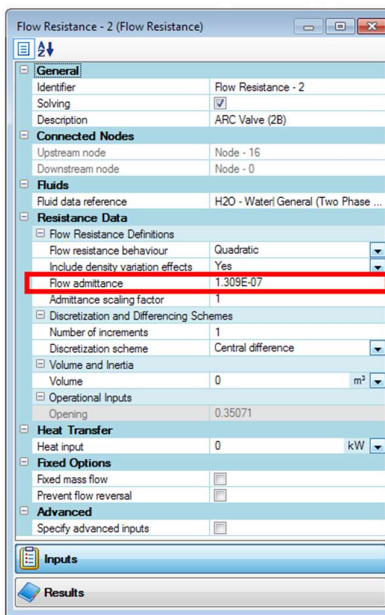 Flow Resistance - 2 (Flow Resistance)
General
Identifier Flow Resistance - 2
Solving
Description ARC Valve (2B)
Connected Nodes
Upstream node Node - 16
Downstream node Node - 0
Fluids
Fluid data reference H2O - Water| General (Two Phase ...
Resistance Data
Flow Resistance Definitions
Flow resistance behaviour Quadratic
Include density variation effects Yes
Flow admittance 1.309E-07
Admittance scaling factor 1
Discretization and Differencing Schemes
Number of increments 1
Discretization scheme Central difference
Volume and Inertia
Volume 0 m³
Operational Inputs
Opening 0.35071
Heat Transfer
Heat input 0 kW
Fixed Options
Fixed mass flow
Prevent flow reversal
Advanced
Specify advanced inputs
Inputs
Results